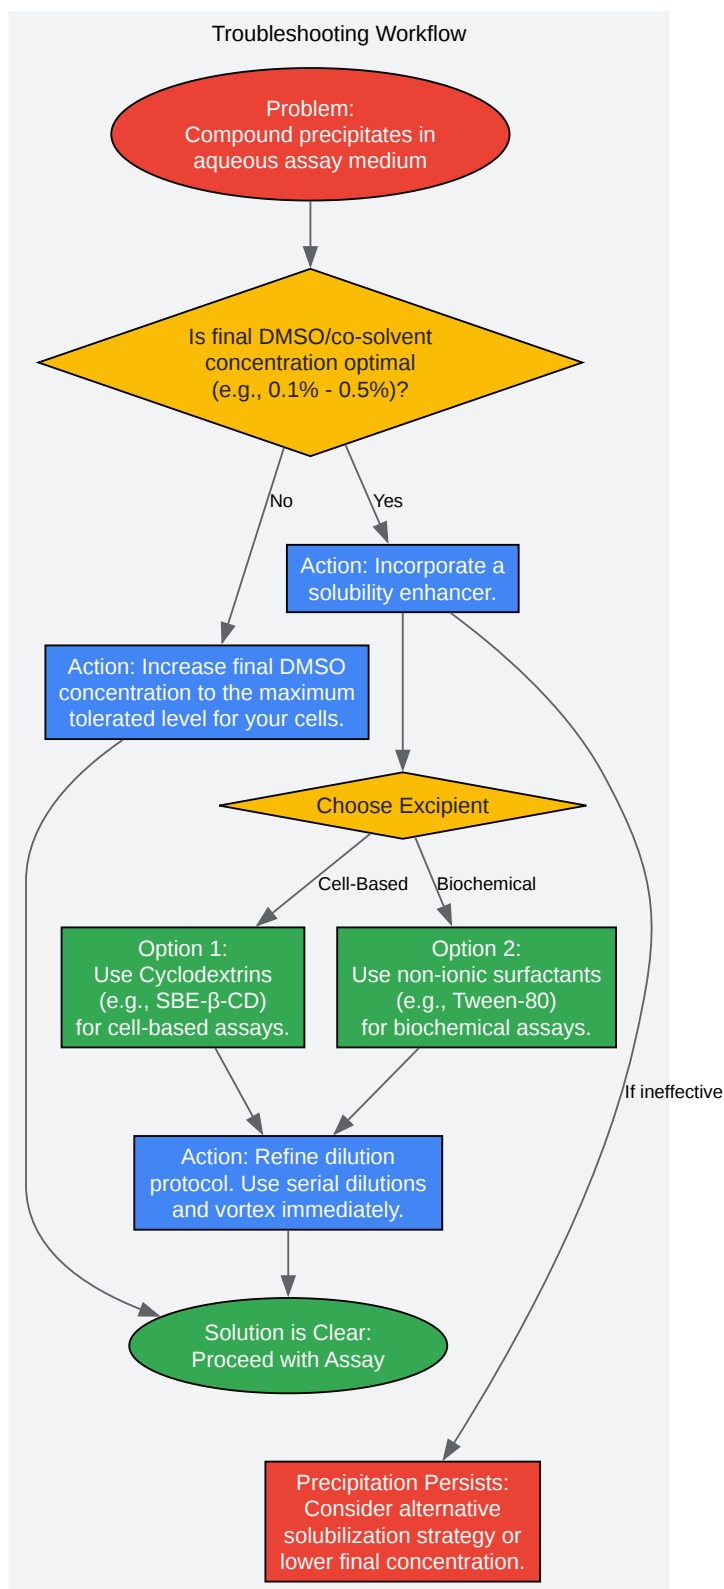 Troubleshooting Workflow
Problem:
Compound precipitates in
aqueous assay medium
Is final DMSO/co-solvent
concentration optimal
(e.g., 0.1% - 0.5%)?
No
Yes
Action: Incorporate a
solubility enhancer.
Action: Increase final DMSO
concentration to the maximum
tolerated level for your cells.
Choose Excipient
Cell-Based
Biochemical
Option 1:
Use Cyclodextrins
(e.g., SBE-β-CD)
for cell-based assays.
Option 2:
Use non-ionic surfactants
(e.g., Tween-80)
for biochemical assays.
If ineffective
Action: Refine dilution
protocol. Use serial dilutions
and vortex immediately.
Solution is Clear:
Proceed with Assay
Precipitation Persists:
Consider alternative
solubilization strategy or
lower final concentration.